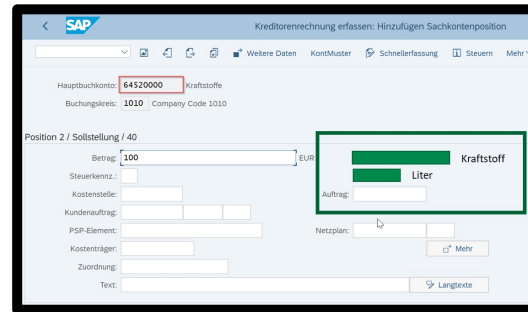 SAP Kreditorenrechnung erfassen: Hinzufügen Sachkontenposition
Weitere Daten KontMuster Schnellerfassung Steuern Mehr
Hauptbuchkonto: 64520000 Kraftstoffe
Buchungskreis: 1010 Company Code 1010
Position 2 / Sollstellung / 40
Betrag: 100 EUR Kraftstoff
Steuerkennz.: Liter
Kostenstelle: Auftrag:
Kundenauftrag:
PSP-Element: Netzplan:
Kostenträger: Mehr
Zuordnung:
Text: Langtexte